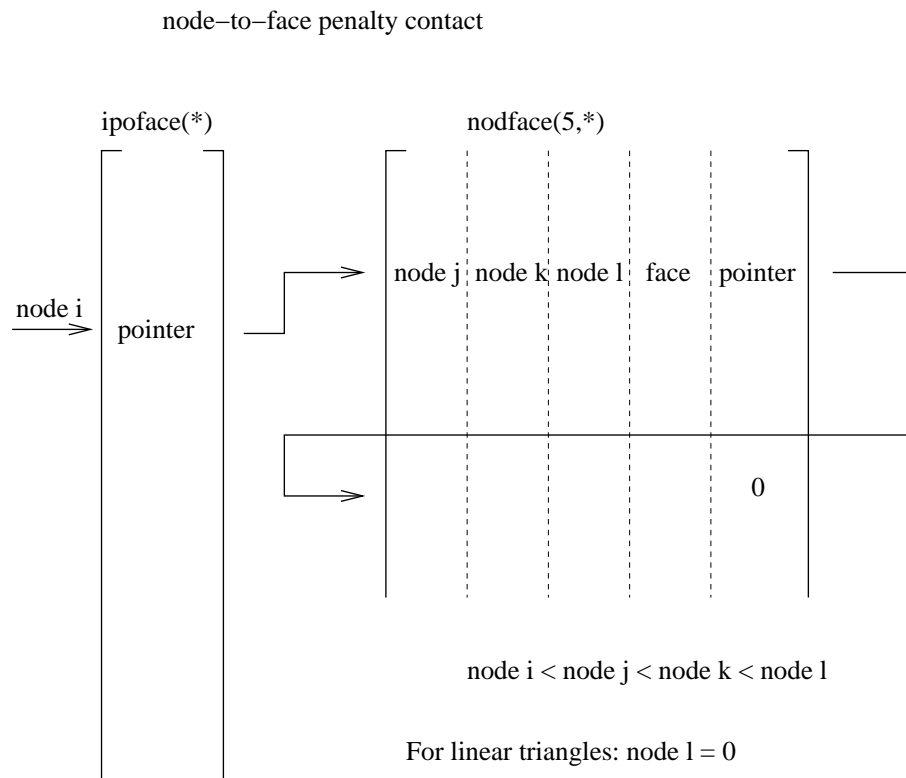 node−to−face penalty contact
ipoface(*)
nodface(5,*)
node j node k node l face pointer
node i
pointer
0
node i < node j < node k < node l
For linear triangles: node l = 0